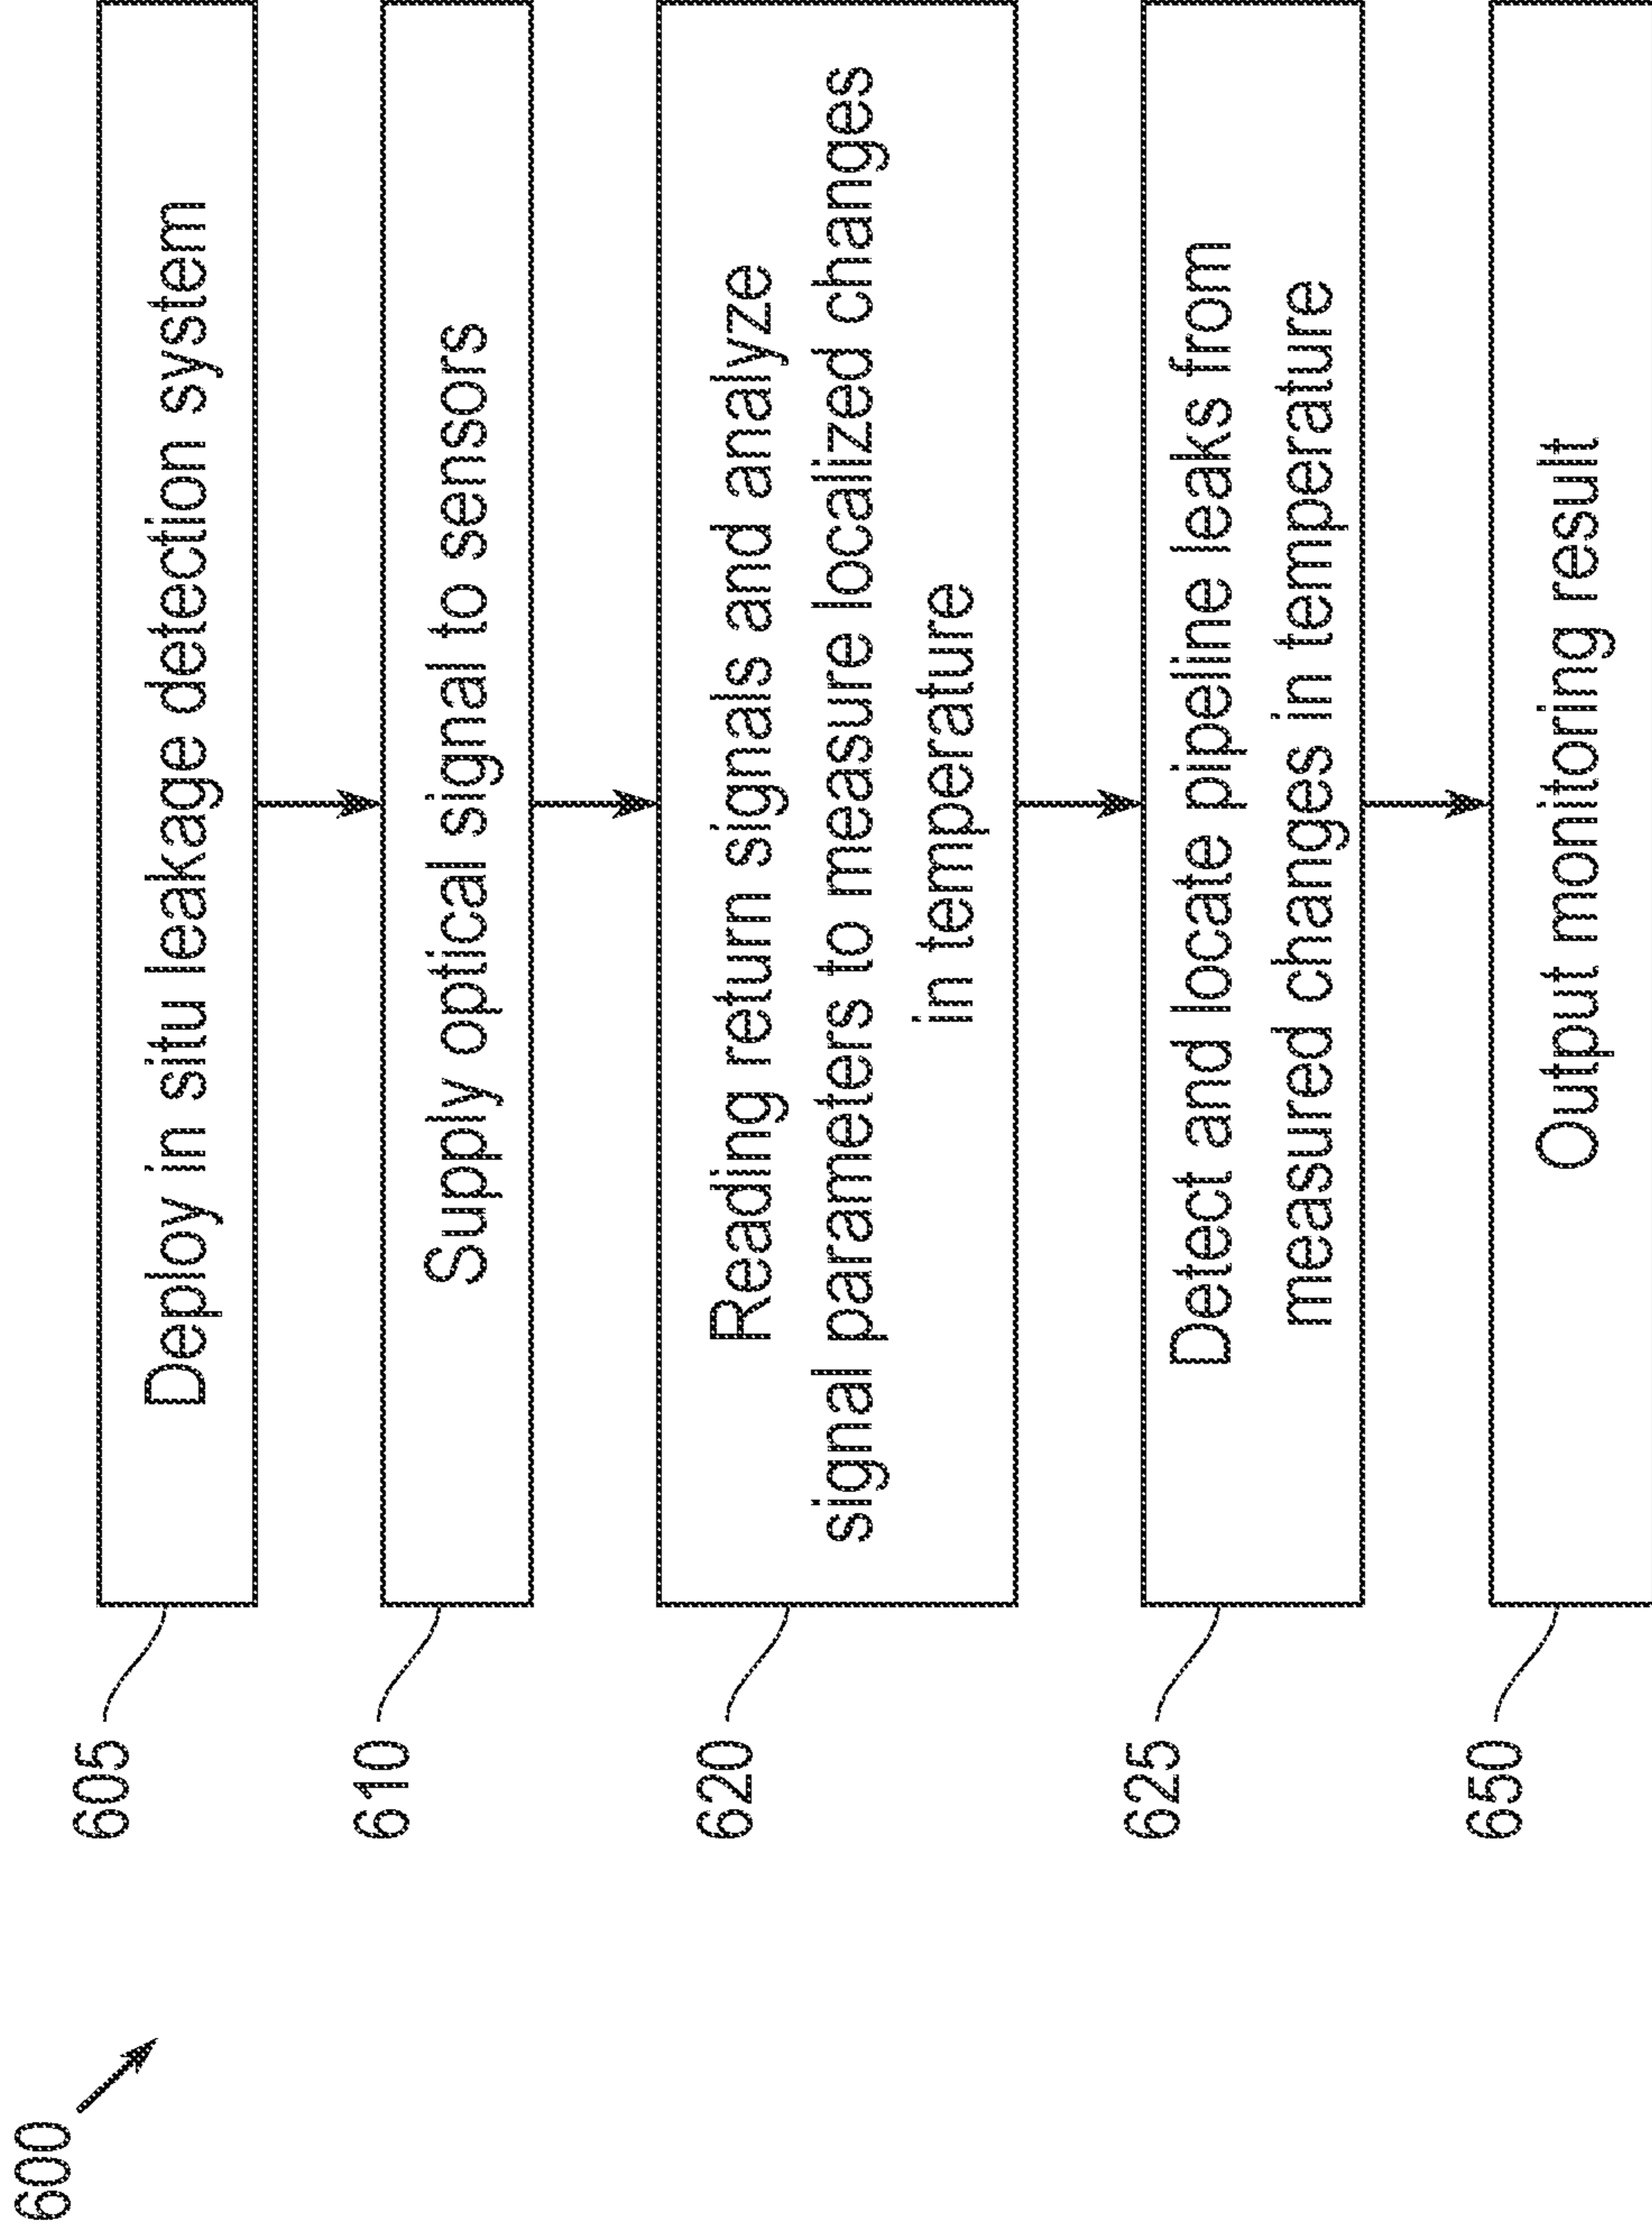 600
605
Deploy in situ leakage detection system
610
Supply optical signal to sensors
620
Reading return signals and analyze
signal parameters to measure localized changes
in temperature
625
Detect and locate pipeline leaks from
measured changes in temperature
650
Output monitoring result